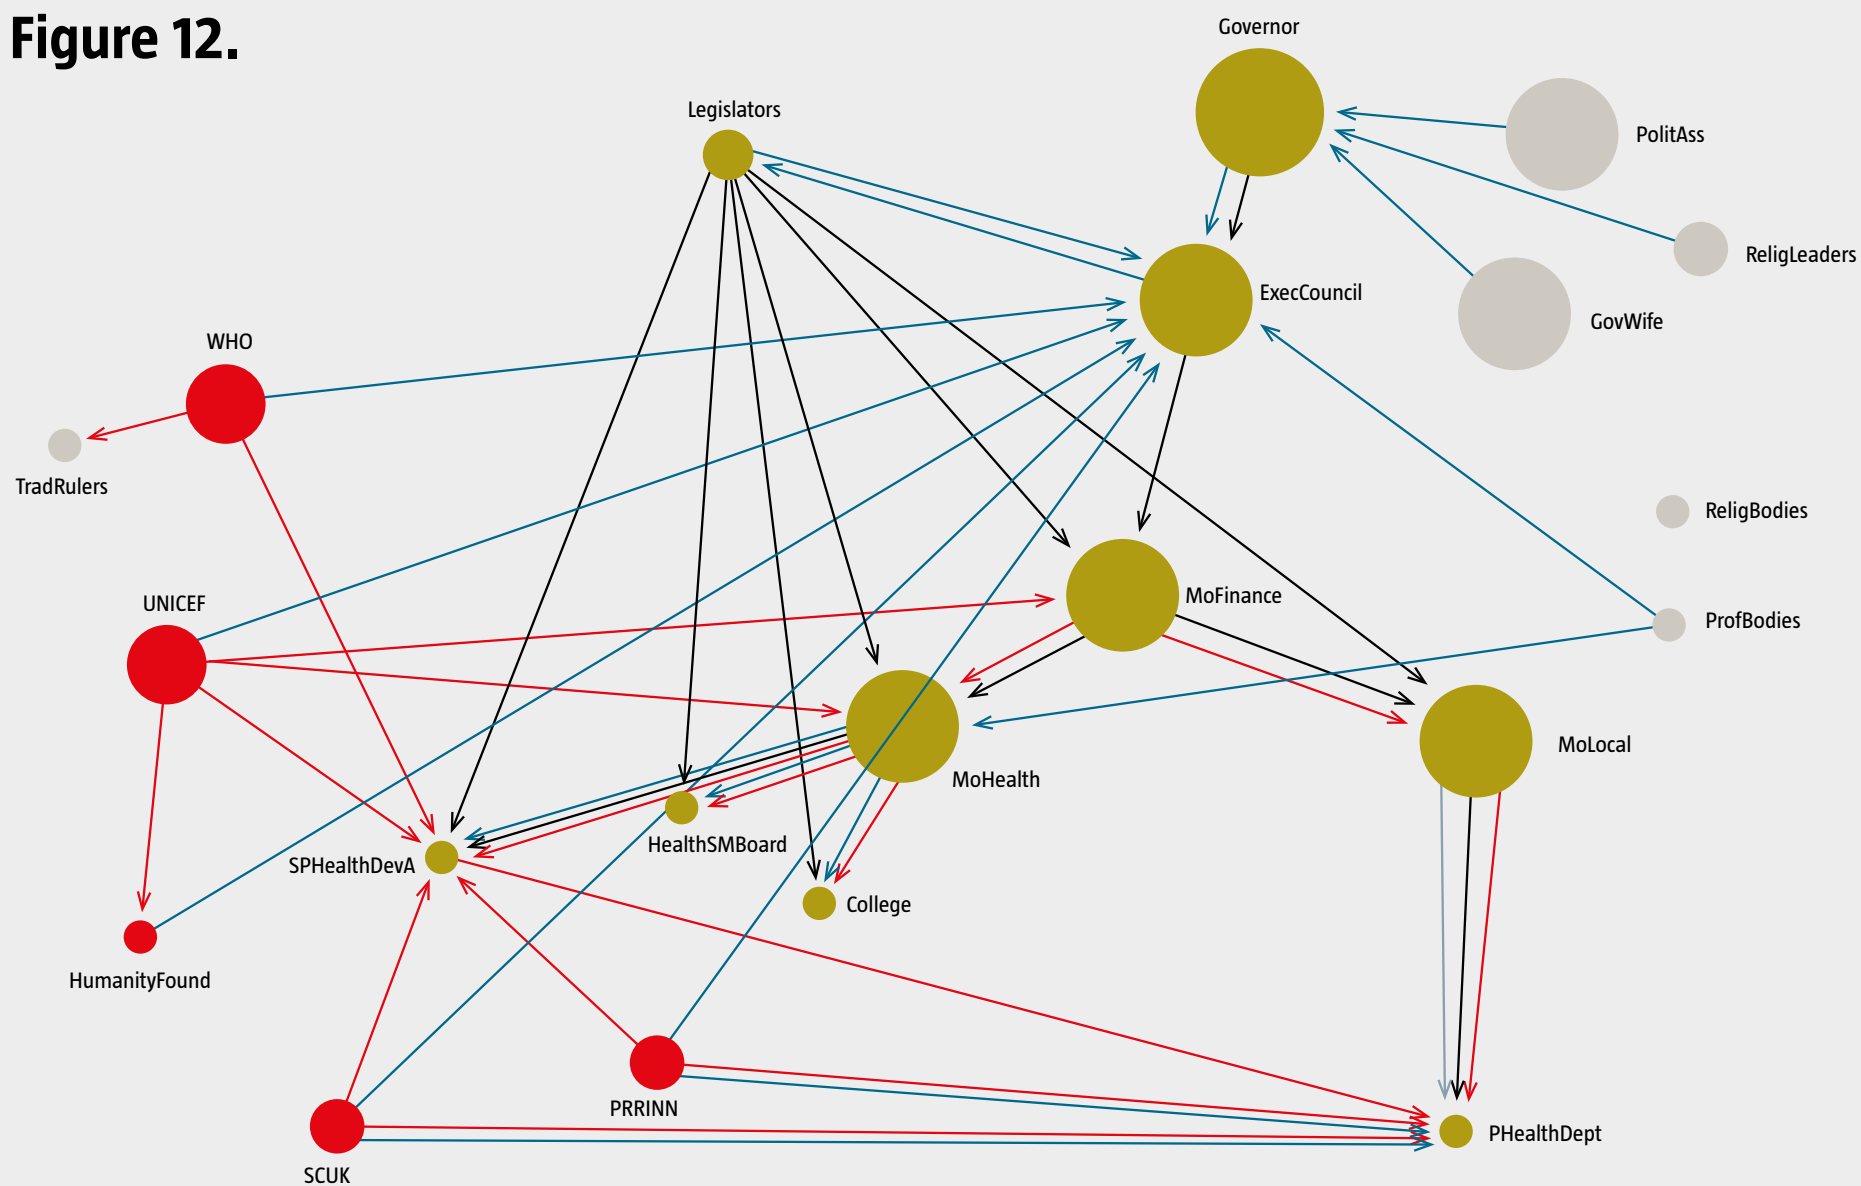 Figure 12.
Governor
Legislators
PolitAss
ReligLeaders
ExecCouncil
GovWife
WHO
TradRulers
ReligBodies
UNICEF
MoFinance
ProfBodies
MoLocal
MoHealth
HealthSMBoard
SPHealthDevA
College
HumanityFound
PRRINN
PHealthDept
SCUK